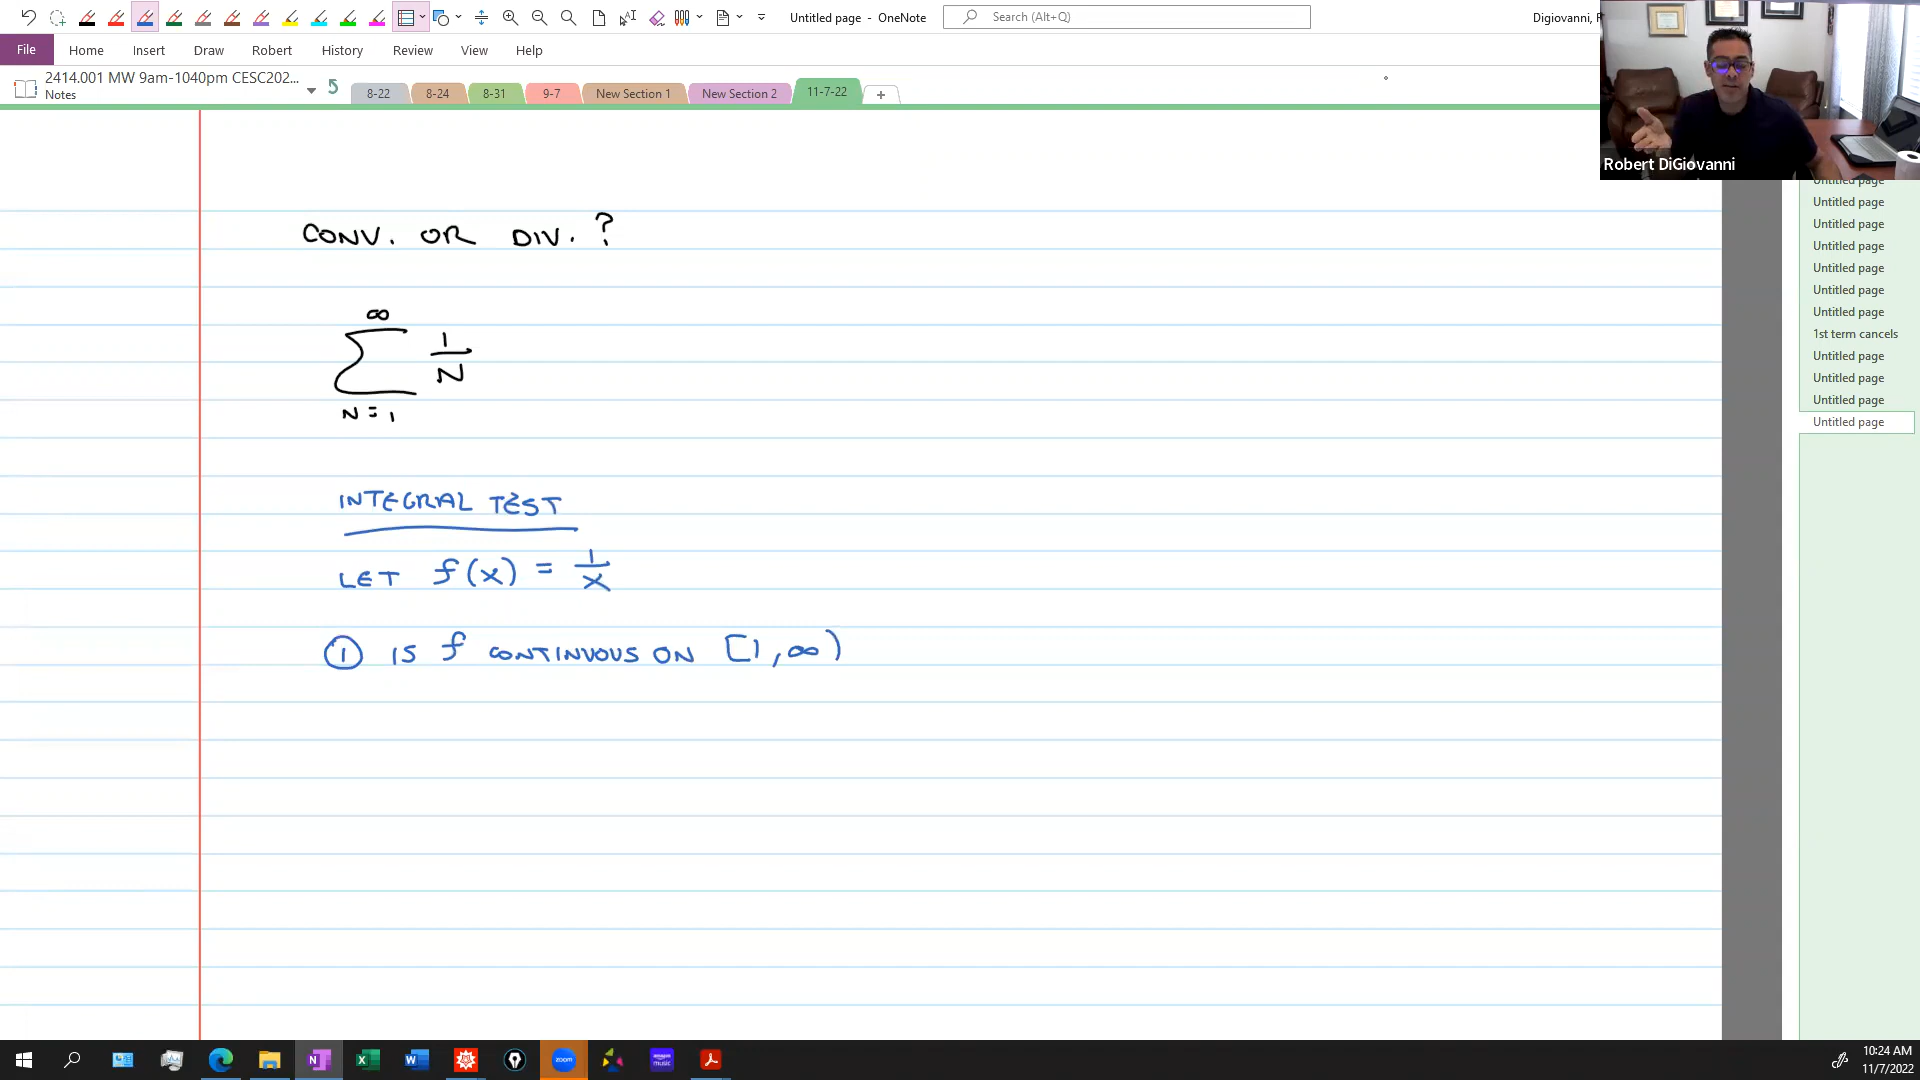 Untitled page - OneNote
Search (Alt+Q)
Digiovanni, R
File Home Insert Draw Robert History Review View Help
2414.001 MW 9am-1040pm CESC202...
Notes
8-22 8-24 8-31 9-7 New Section 1 New Section 2 11-7-22
Robert DiGiovanni
Untitled page
Untitled page
Untitled page
Untitled page
Untitled page
Untitled page
Untitled page
1st term cancels
Untitled page
Untitled page
Untitled page
Untitled page
CONV. OR DIV. ?
∞
∑ 1/N
N = 1
INTEGRAL TEST
LET f(x) = 1/x
① IS f CONTINUOUS ON [1, ∞)
zoom
amazon music
10:24 AM
11/7/2022